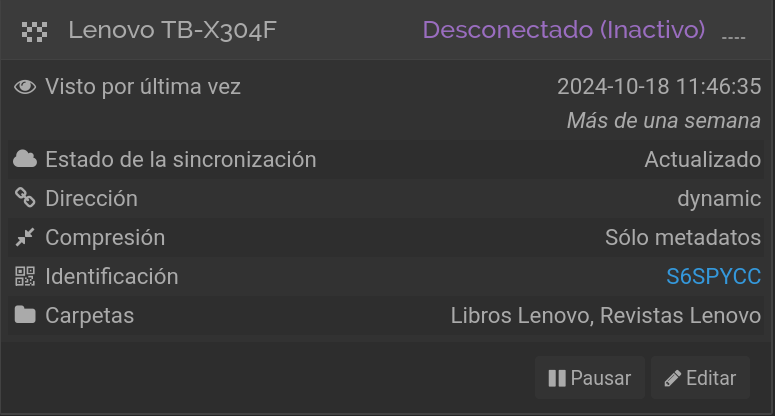 Lenovo TB-X304F Desconectado (Inactivo)
Visto por última vez 2024-10-18 11:46:35
Más de una semana
Estado de la sincronización Actualizado
Dirección dynamic
Compresión Sólo metadatos
Identificación S6SPYCC
Carpetas Libros Lenovo, Revistas Lenovo
Pausar Editar